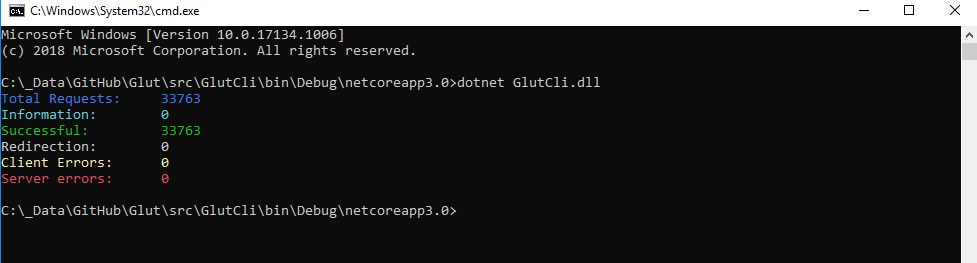 C:\Windows\System32\cmd.exe
Microsoft Windows [Version 10.0.17134.1006]
(c) 2018 Microsoft Corporation. All rights reserved.
C:\_Data\GitHub\Glut\src\GlutCli\bin\Debug\netcoreapp3.0>dotnet GlutCli.dll
Total Requests: 33763
Information: 0
Successful: 33763
Redirection: 0
Client Errors: 0
Server errors: 0
C:\_Data\GitHub\Glut\src\GlutCli\bin\Debug\netcoreapp3.0>